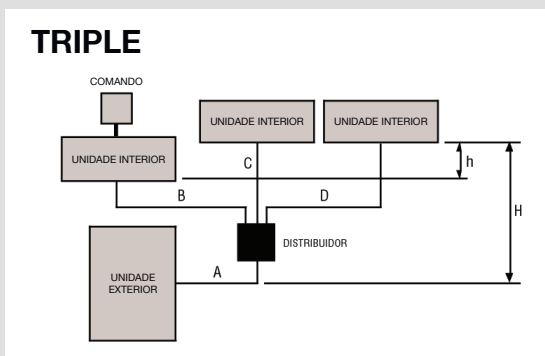 TRIPLE
COMANDO
UNIDADE INTERIOR
UNIDADE INTERIOR
UNIDADE INTERIOR
C
h
B
D
H
DISTRIBUIDOR
A
UNIDADE
EXTERIOR